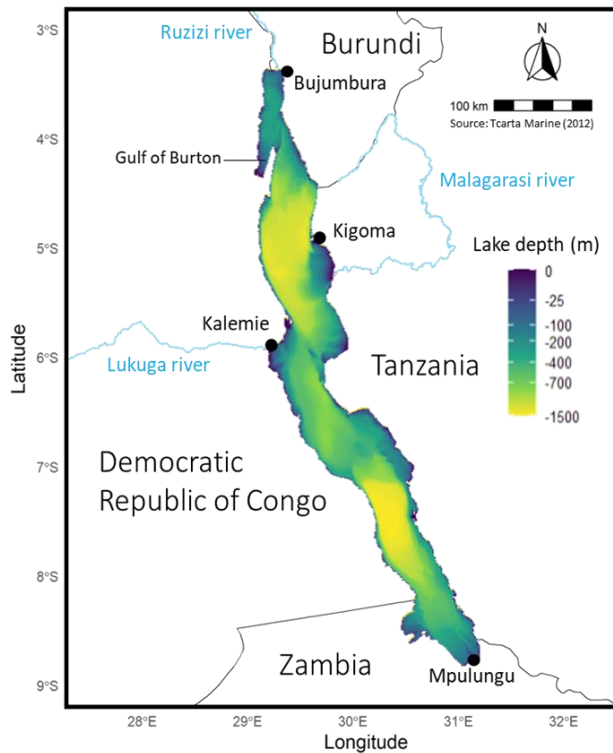 3°S
4°S
5°S
6°S
7°S
8°S
9°S
Latitude
Ruzizi river
Burundi
Bujumbura
100 km
Source: Tcarta Marine (2012)
Gulf of Burton
Malagarasi river
Kigoma
Lake depth (m)
0
-25
-100
-200
-400
-700
-1500
Kalemie
Lukuga river
Tanzania
Democratic
Republic of Congo
Zambia
Mpulungu
28°E
29°E
30°E
31°E
32°E
Longitude